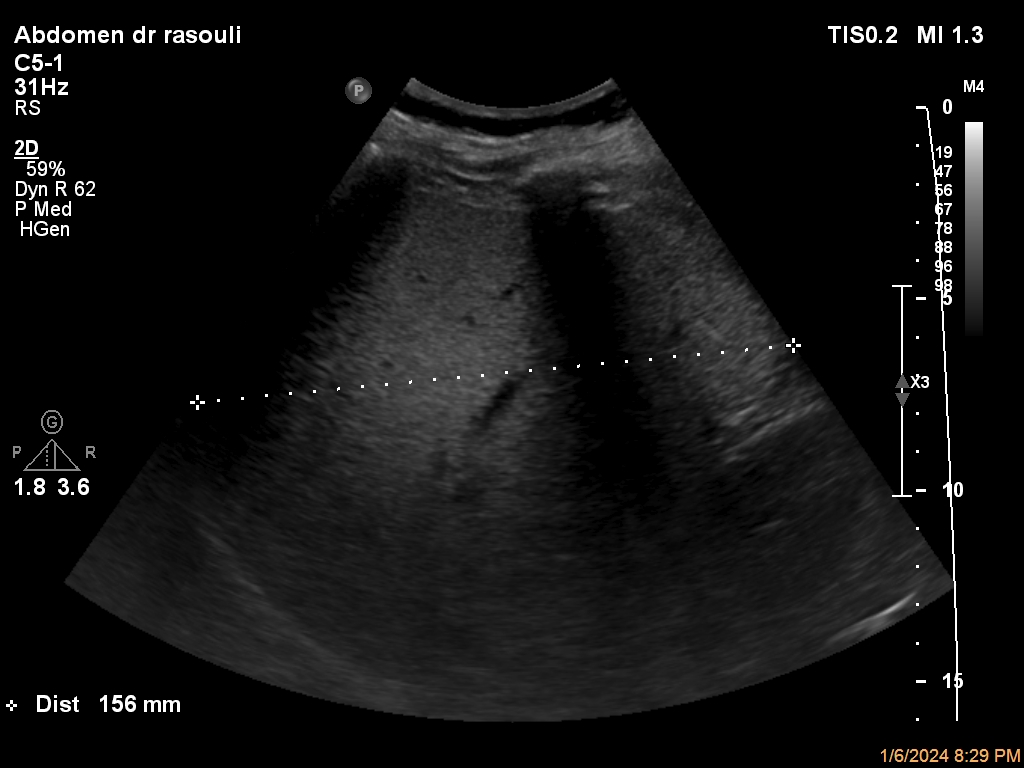 Abdomen dr rasouli
TIS0.2 MI 1.3
C5-1
31Hz
RS
2D
59%
Dyn R 62
P Med
HGen
P
M4
0
19
47
56
67
78
88
96
98
5
X3
10
15
G
P R
1.8 3.6
Dist 156 mm
1/6/2024 8:29 PM